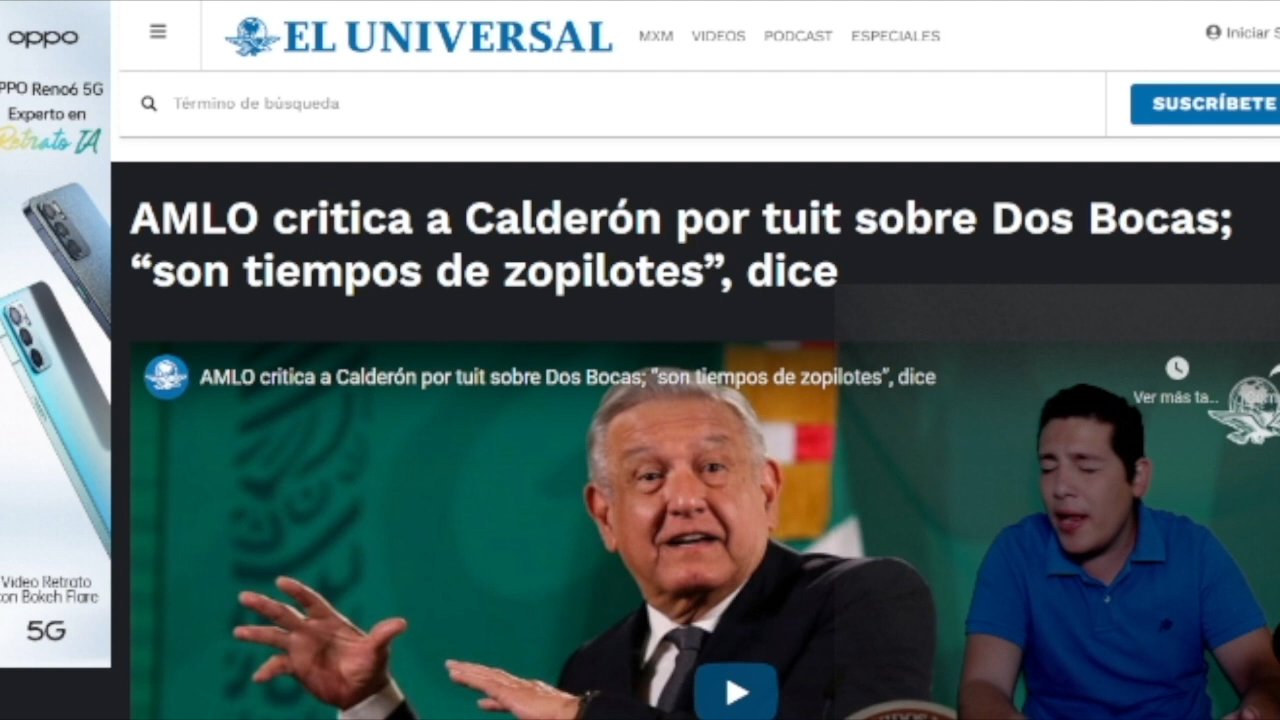 oppo
PPO Reno6 5G
Experto en
Retrato IA
Video Retrato
con Bokeh Flare
5G
EL UNIVERSAL
MXM VIDEOS PODCAST ESPECIALES
Iniciar S
Término de búsqueda
SUSCRÍBETE
AMLO critica a Calderón por tuit sobre Dos Bocas;
“son tiempos de zopilotes”, dice
AMLO critica a Calderón por tuit sobre Dos Bocas; "son tiempos de zopilotes", dice
Ver más ta...